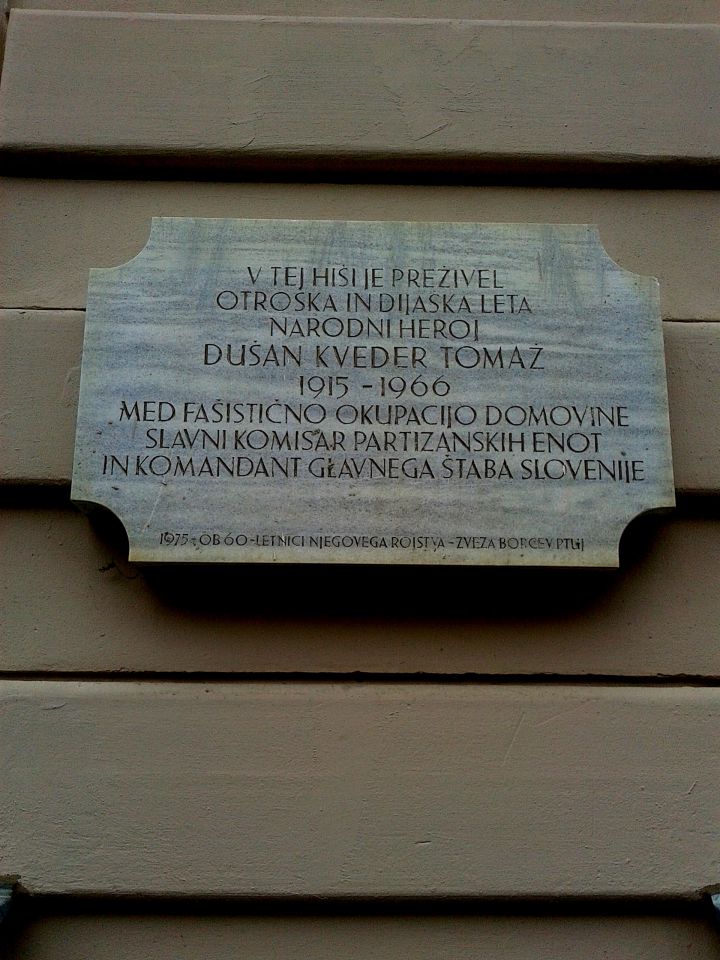 V TEJ HIŠI JE PREŽIVEL
OTROŠKA IN DIJAŠKA LETA
NARODNI HEROJ
DUŠAN KVEDER TOMAŽ
1915 - 1966
MED FAŠISTIČNO OKUPACIJO DOMOVINE
SLAVNI KOMISAR PARTIZANSKIH ENOT
IN KOMANDANT GLAVNEGA ŠTABA SLOVENIJE
1975 - OB 60 - LETNICI NJEGOVEGA ROJSTVA - ZVEZA BORCEV PTUJ